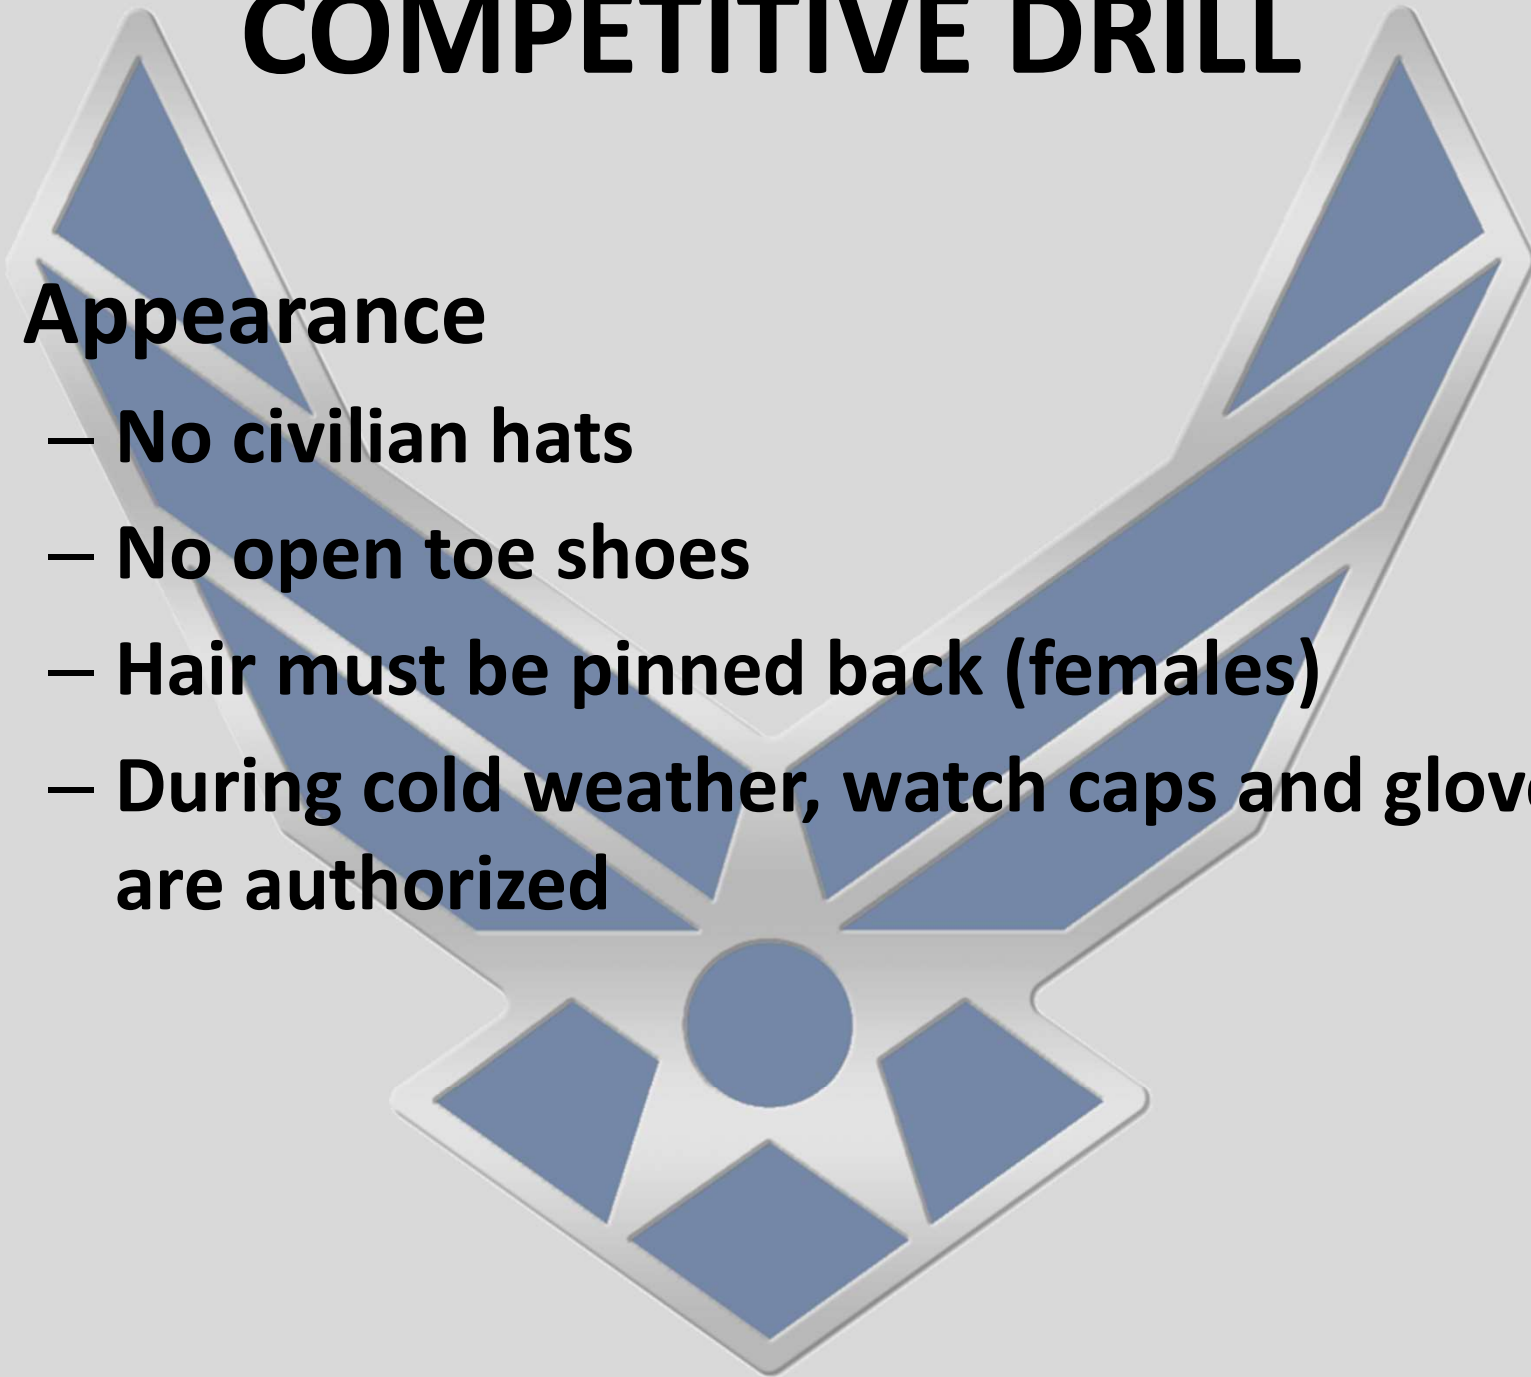 COMPETITIVE DRILL
Appearance
– No civilian hats
– No open toe shoes
– Hair must be pinned back (females)
– During cold weather, watch caps and glove
are authorized